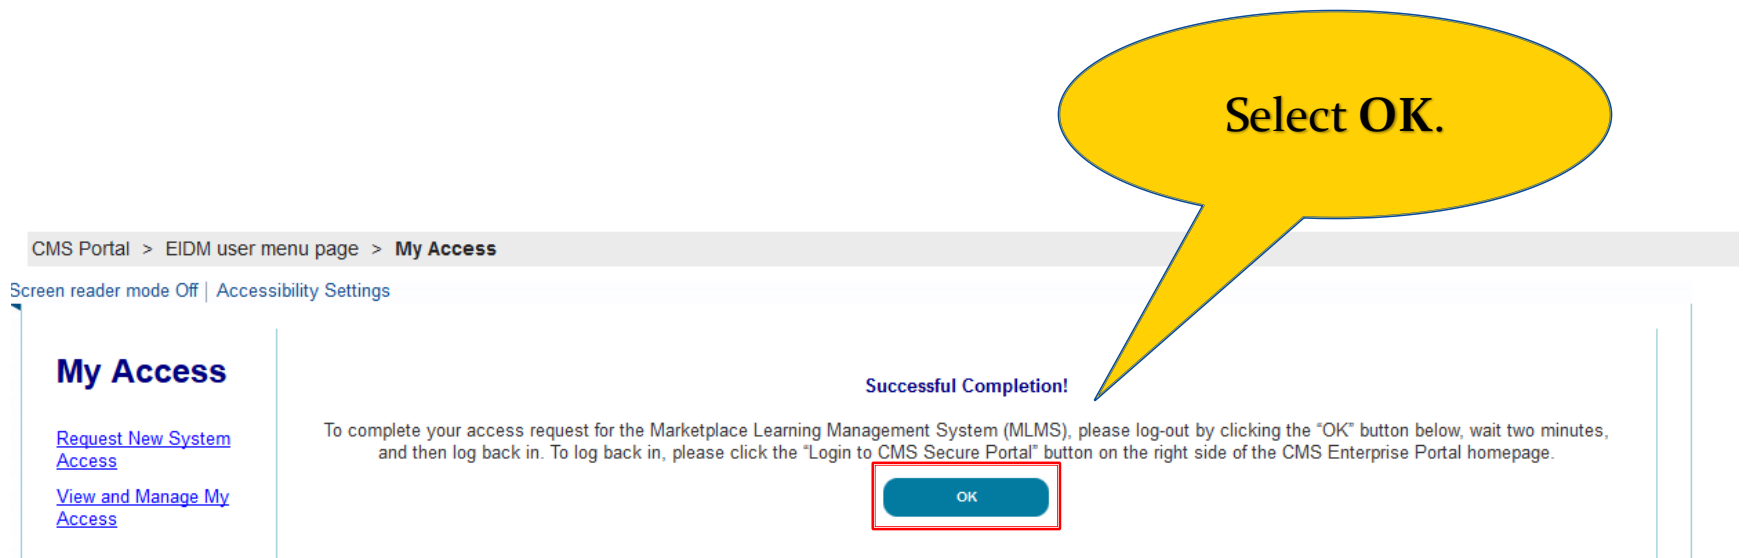 Select OK.
CMS Portal > EIDM user menu page > My Access
Screen reader mode Off | Accessibility Settings
My Access
Request New System
Access
View and Manage My
Access
Successful Completion!
To complete your access request for the Marketplace Learning Management System (MLMS), please log-out by clicking the “OK” button below, wait two minutes,
and then log back in. To log back in, please click the “Login to CMS Secure Portal” button on the right side of the CMS Enterprise Portal homepage.
OK